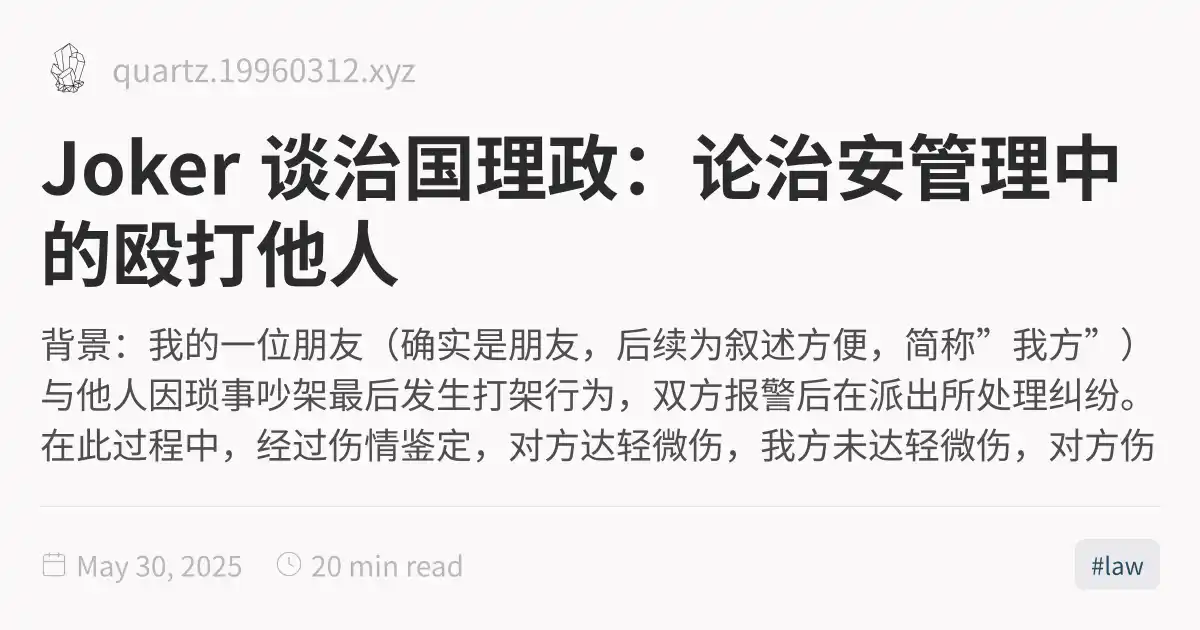 quartz.19960312.xyz
Joker 谈治国理政：论治安管理中
的殴打他人
背景：我的一位朋友（确实是朋友，后续为叙述方便，简称”我方”）
与他人因琐事吵架最后发生打架行为，双方报警后在派出所处理纠纷。
在此过程中，经过伤情鉴定，对方达轻微伤，我方未达轻微伤，对方伤
May 30, 2025
20 min read
#law